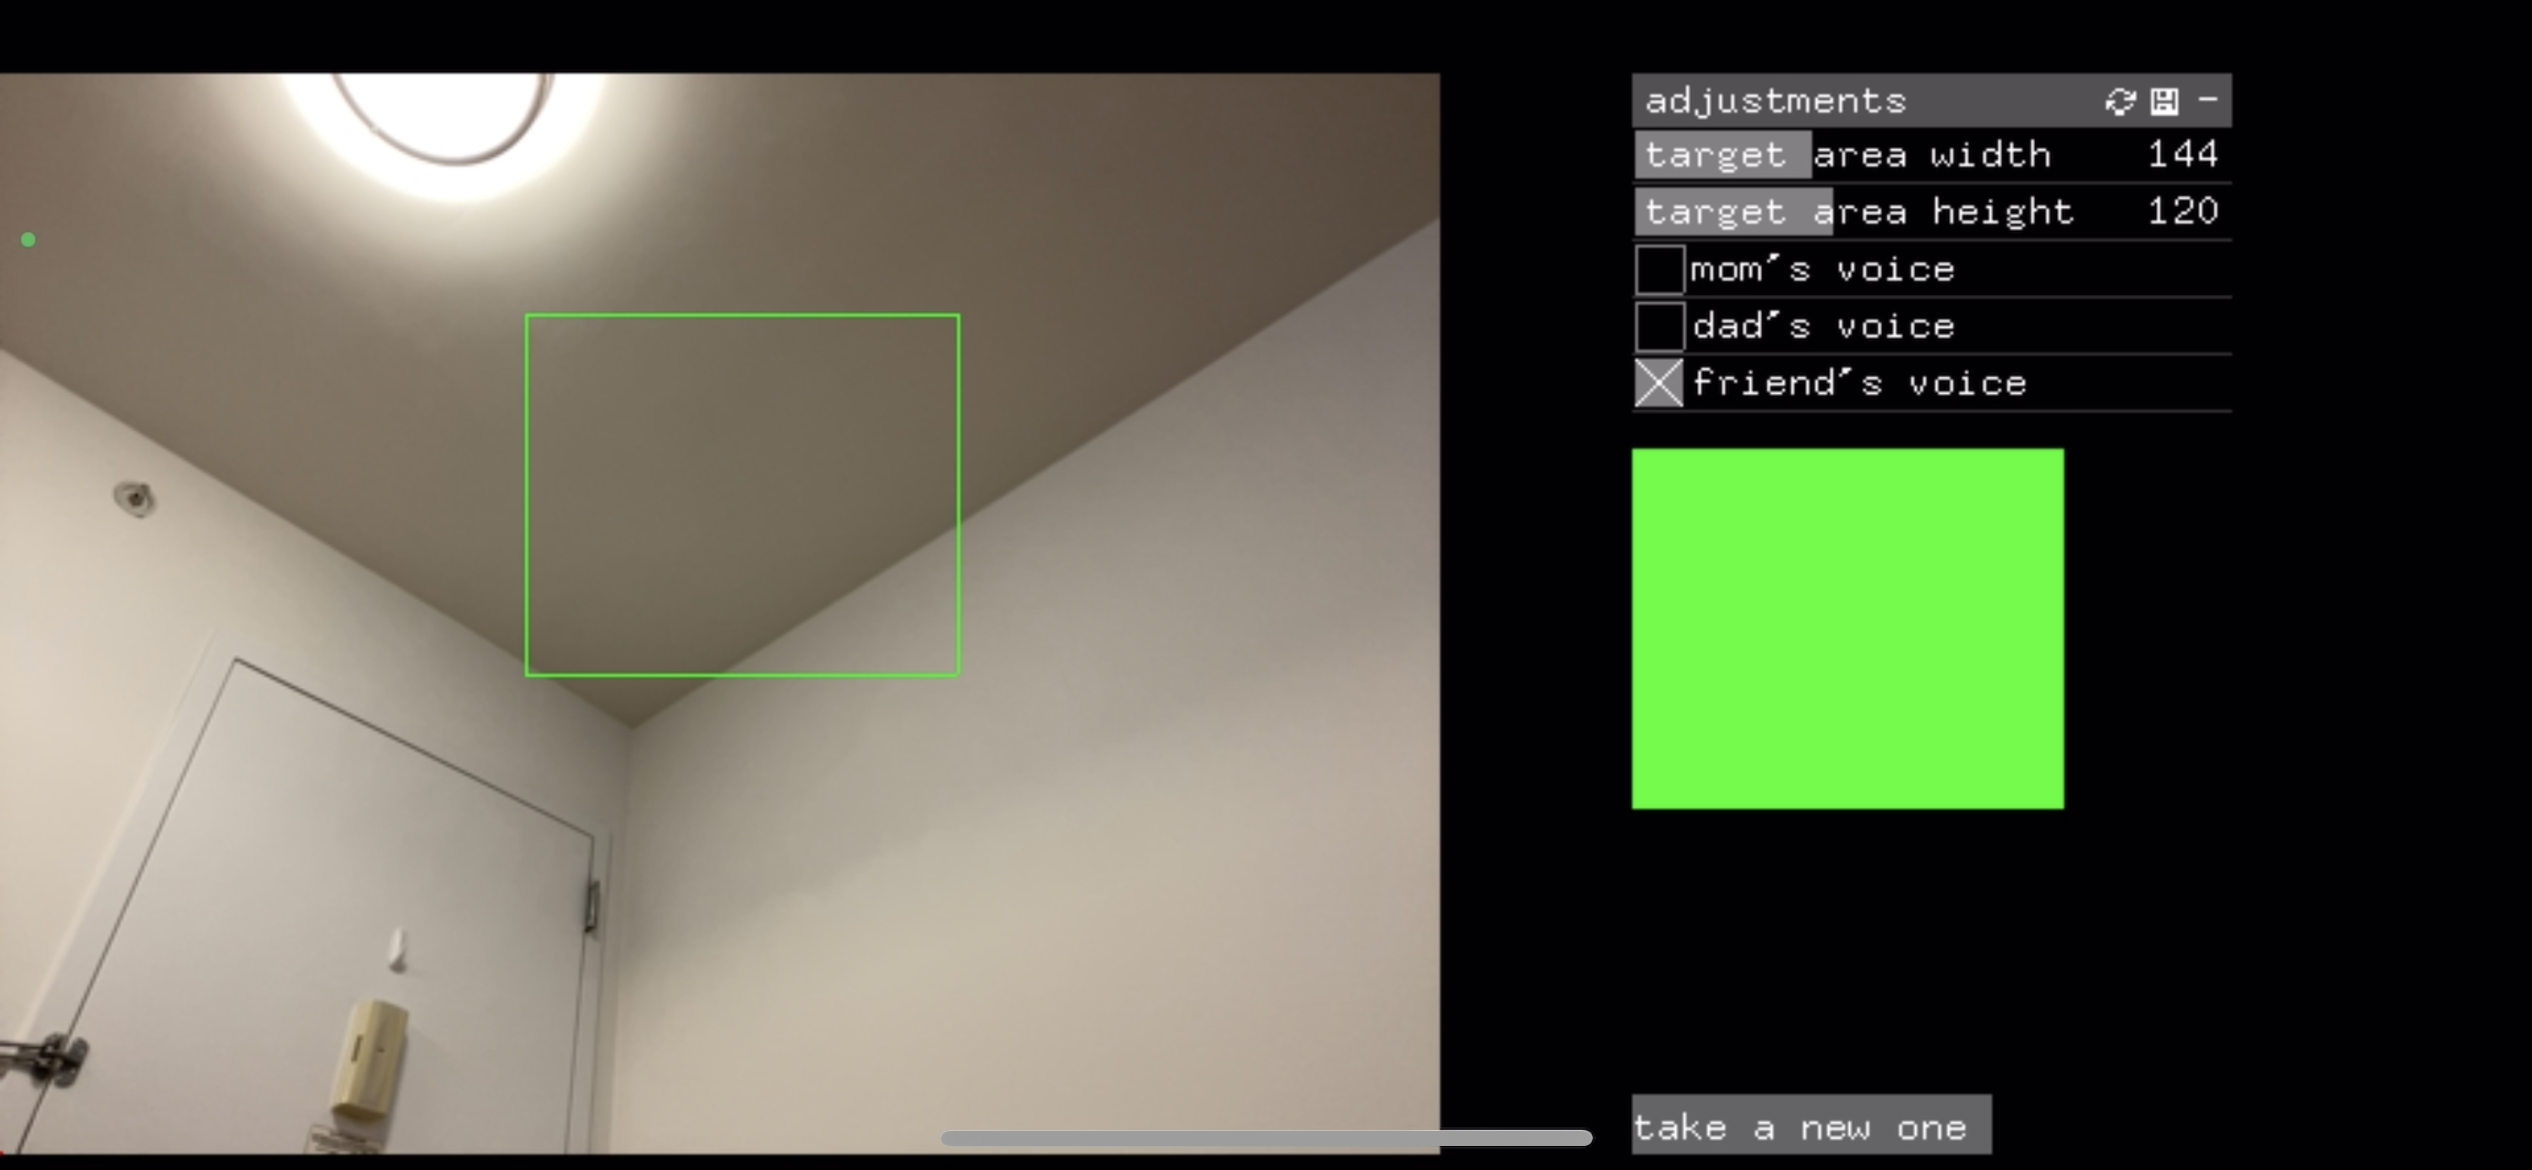 adjustments
target area width 144
target area height 120
mom's voice
dad's voice
friend's voice
take a new one